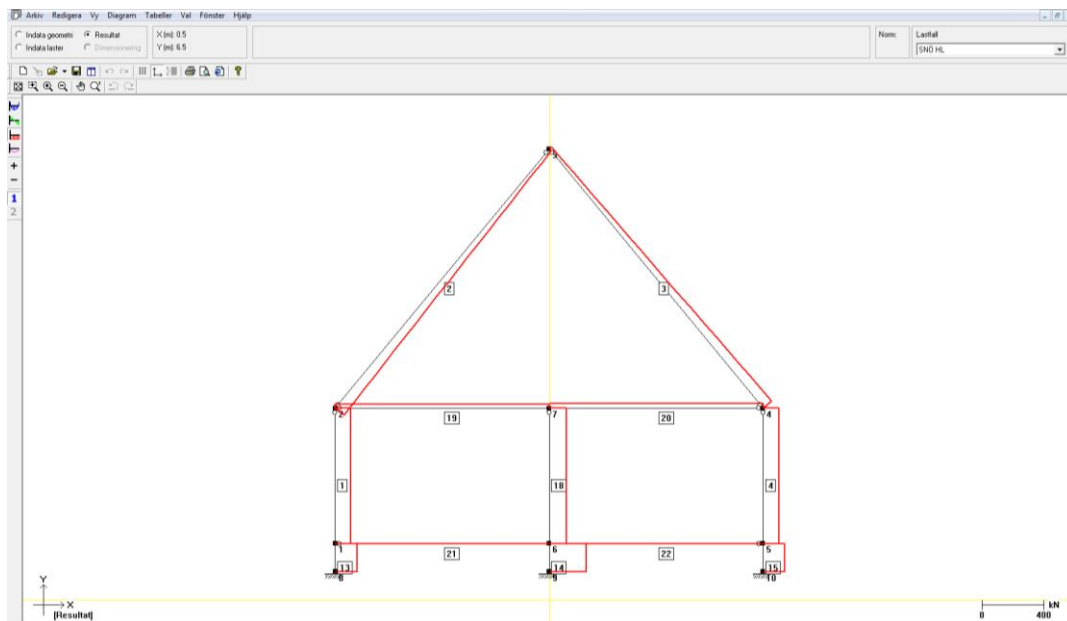 Arkiv Redigera Vy Diagram Tabeller Val Fönster Hjälp
Indata geometri Resultat X (m): 0.5 Norm: Lastfall
Indata laster Dimensionering Y (m): 6.5 SNÖ HL
1
2
3
2 3
2 7 4
19 20
1 18 4
1 6 5
21 22
13 14 15
8 9 10
Y
X
[Resultat]
kN
0 400